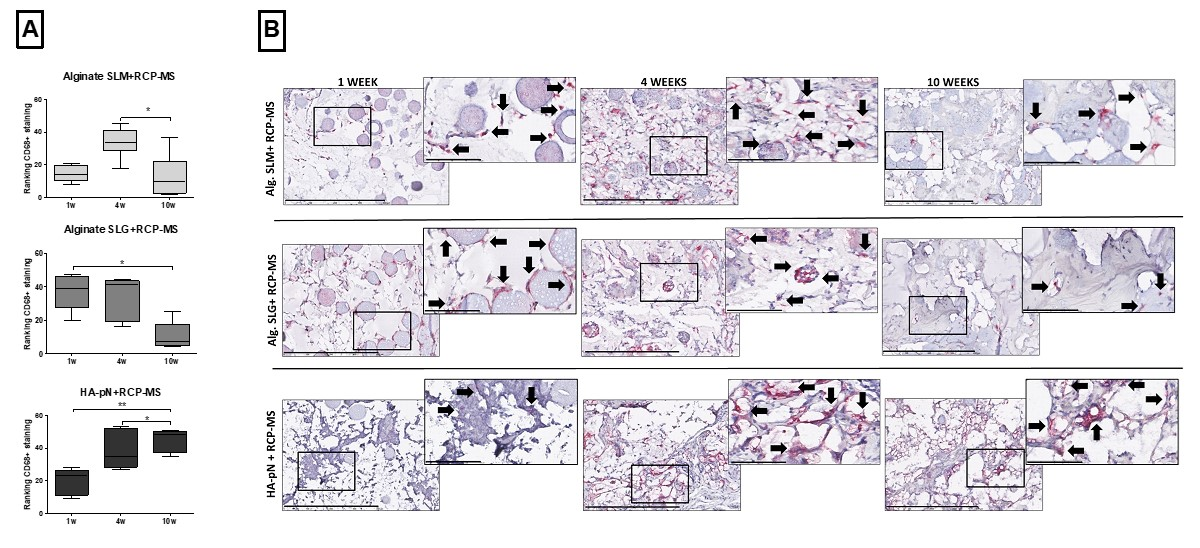 A
B
Alginate SLM+RCP-MS
Ranking CD68+ staining
60
40
20
0
*
1w 4w 10w
Alginate SLG+RCP-MS
Ranking CD68+ staining
60
40
20
0
*
1w 4w 10w
HA-pN+RCP-MS
Ranking CD68+ staining
60
40
20
0
**
*
1w 4w 10w
1 WEEK 4 WEEKS 10 WEEKS
Alg. SLM+ RCP-MS
Alg. SLG+ RCP-MS
HA-pN + RCP-MS